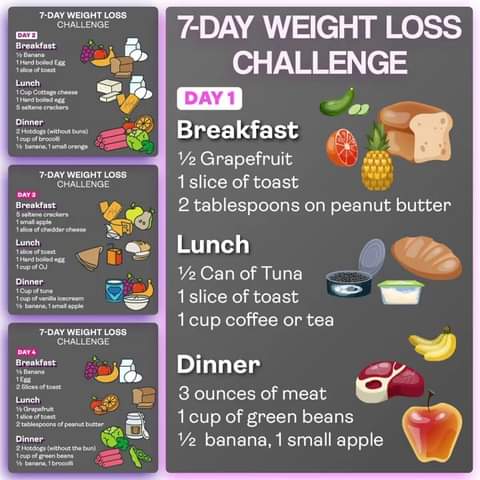 7-DAY WEIGHT LOSS
CHALLENGE
DAY 2
Breakfast
½ Banana
1 Hard boiled Egg
1 slice of toast
Lunch
1 Cup Cottage cheese
1 Hard boiled egg
5 saltene crackers
Dinner
2 Hotdogs (without buns)
1 cup of brocolli
½ banana, 1 small orenge
7-DAY WEIGHT LOSS
CHALLENGE
DAY 3
Breakfast
5 saltene crackers
1 small apple
1 slice of chedder cheese
Lunch
1 slice of toast
1 Hard boiled egg
1 cup of OJ
Dinner
1 Cup of tuna
1 cup of vanilla icecream
½ banana, 1 small apple
7-DAY WEIGHT LOSS
CHALLENGE
DAY 4
Breakfast
½ Banana
1 Egg
2 Slices of toast
Lunch
½ Grapefruit
1 slice of toast
2 tablespoons of peanut butter
Dinner
2 Hotdogs (without the bun)
1 cup of green beans
½ banana, 1 brocolli
7-DAY WEIGHT LOSS
CHALLENGE
DAY 1
Breakfast
½ Grapefruit
1 slice of toast
2 tablespoons on peanut butter
Lunch
½ Can of Tuna
1 slice of toast
1 cup coffee or tea
Dinner
3 ounces of meat
1 cup of green beans
½ banana, 1 small apple